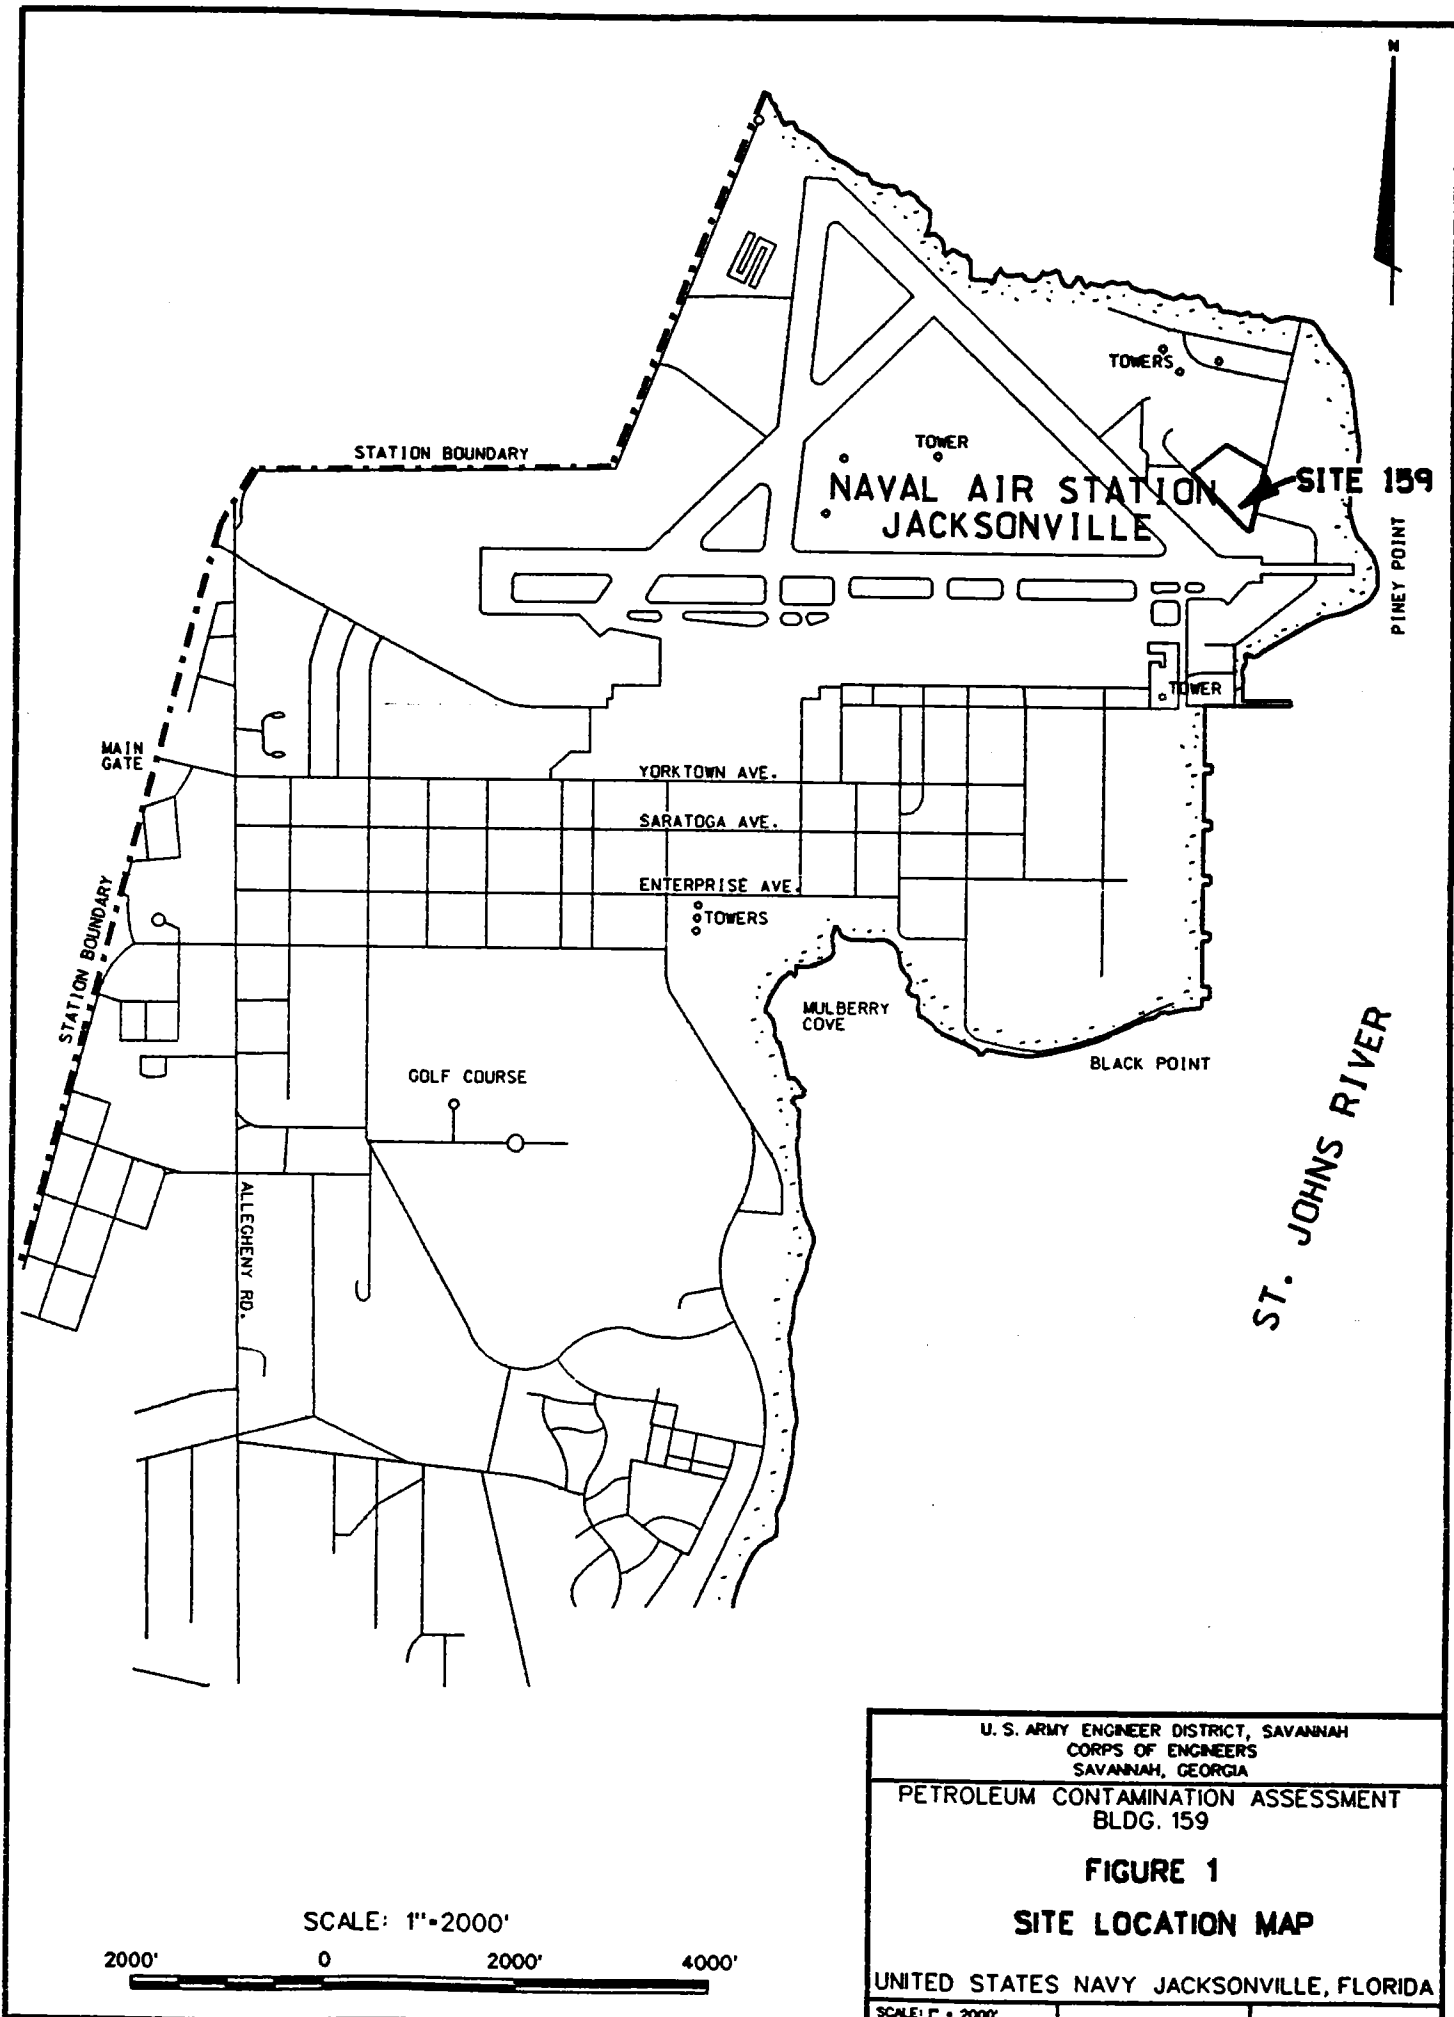 N
TOWERS
STATION BOUNDARY
TOWER
NAVAL AIR STATION
JACKSONVILLE
SITE 159
PINEY POINT
TOWER
MAIN
GATE
YORKTOWN AVE.
SARATOGA AVE.
ENTERPRISE AVE.
TOWERS
STATION BOUNDARY
MULBERRY
COVE
BLACK POINT
GOLF COURSE
ST. JOHNS RIVER
ALLEGHENY RD.
U. S. ARMY ENGINEER DISTRICT, SAVANNAH
CORPS OF ENGINEERS
SAVANNAH, GEORGIA
PETROLEUM CONTAMINATION ASSESSMENT
BLDG. 159
FIGURE 1
SITE LOCATION MAP
UNITED STATES NAVY JACKSONVILLE, FLORIDA
SCALE: 1" = 2000'
SCALE: 1"=2000'
2000' 0 2000' 4000'